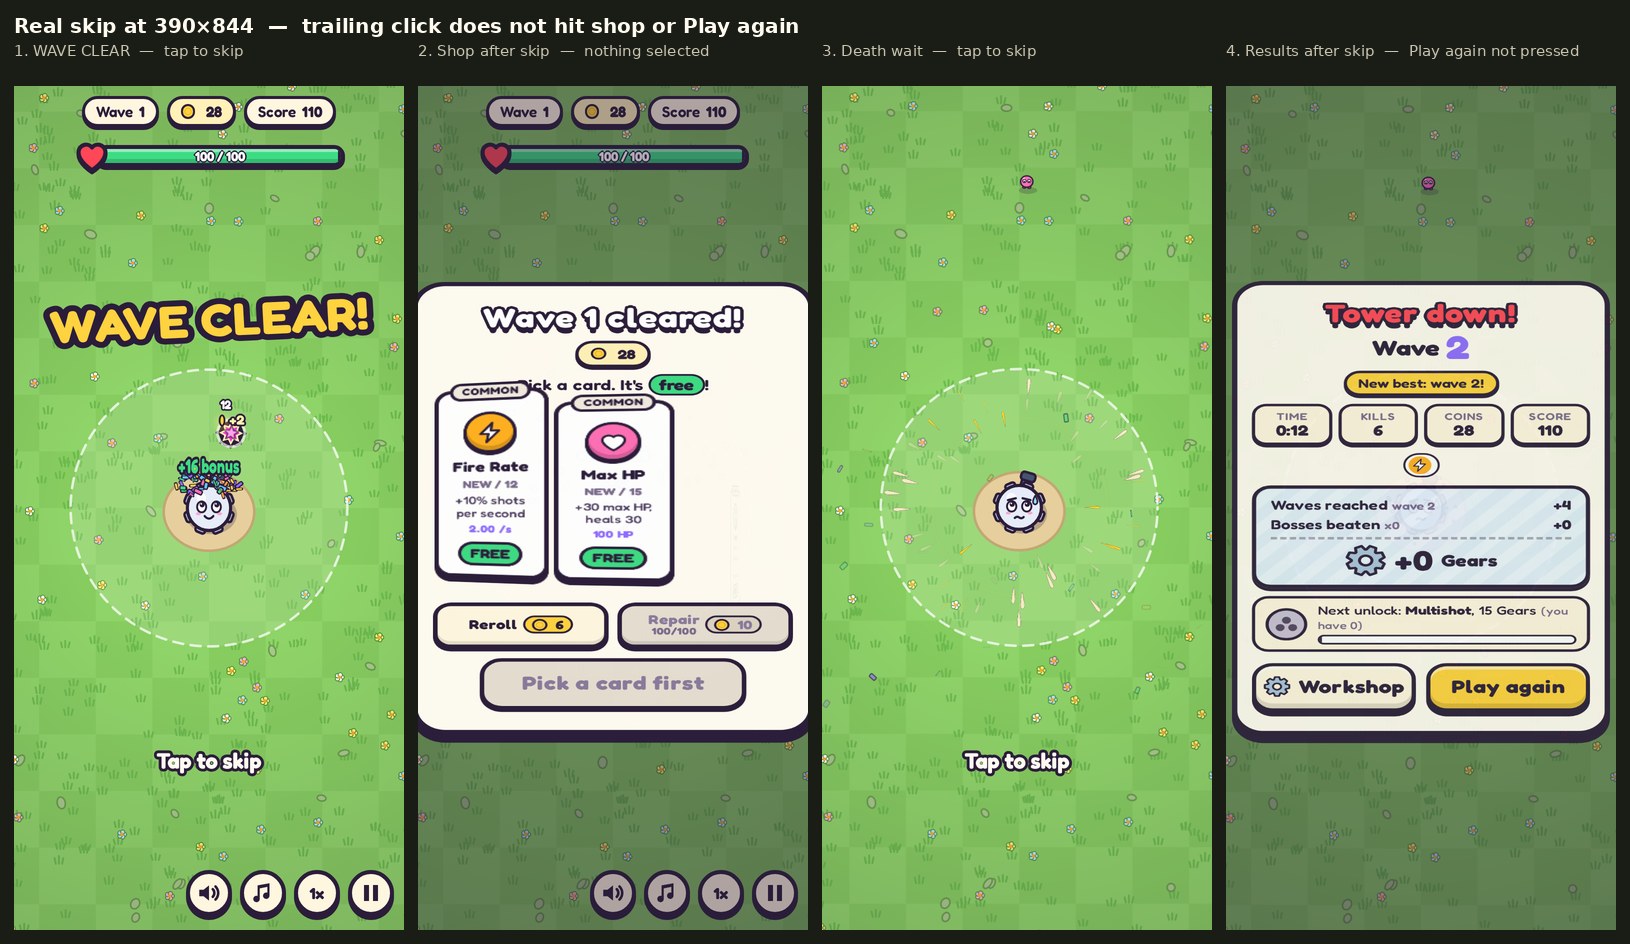 Real skip at 390×844 — trailing click does not hit shop or Play again
1. WAVE CLEAR — tap to skip
Wave 1
28
Score 110
100/100
WAVE CLEAR!
12
+2
+16 bonus
Tap to skip
1x
2. Shop after skip — nothing selected
Wave 1
28
Score 110
100/100
Wave 1 cleared!
28
ick a card. It's free!
COMMON
Fire Rate
NEW / 12
+10% shots
per second
2.00 /s
FREE
COMMON
Max HP
NEW / 15
+30 max HP,
heals 30
100 HP
FREE
Reroll 6
Repair
100/100
10
Pick a card first
1x
3. Death wait — tap to skip
Tap to skip
4. Results after skip — Play again not pressed
Tower down!
Wave 2
New best: wave 2!
TIME
0:12
KILLS
6
COINS
28
SCORE
110
Waves reached wave 2 +4
Bosses beaten x0 +0
+0 Gears
Next unlock: Multishot, 15 Gears (you
have 0)
Workshop
Play again